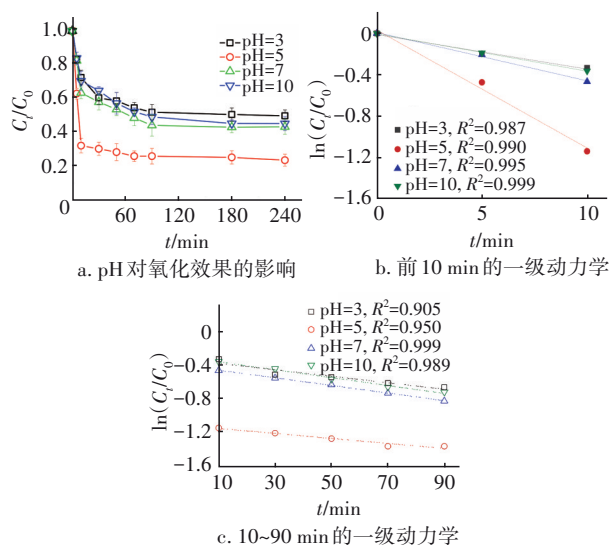 1.0
0.8
0.6
0.4
0.2
C_t/C_0
pH=3
pH=5
pH=7
pH=10
0 60 120 180 240
t/min
a. pH对氧化效果的影响
0
-0.4
-0.8
-1.2
-1.6
ln(C_t/C_0)
pH=3, R²=0.987
pH=5, R²=0.990
pH=7, R²=0.995
pH=10, R²=0.999
0 5 10
t/min
b. 前10 min的一级动力学
0
-0.4
-0.8
-1.2
-1.6
ln(C_t/C_0)
pH=3, R²=0.905
pH=5, R²=0.950
pH=7, R²=0.999
pH=10, R²=0.989
10 30 50 70 90
t/min
c. 10~90 min的一级动力学